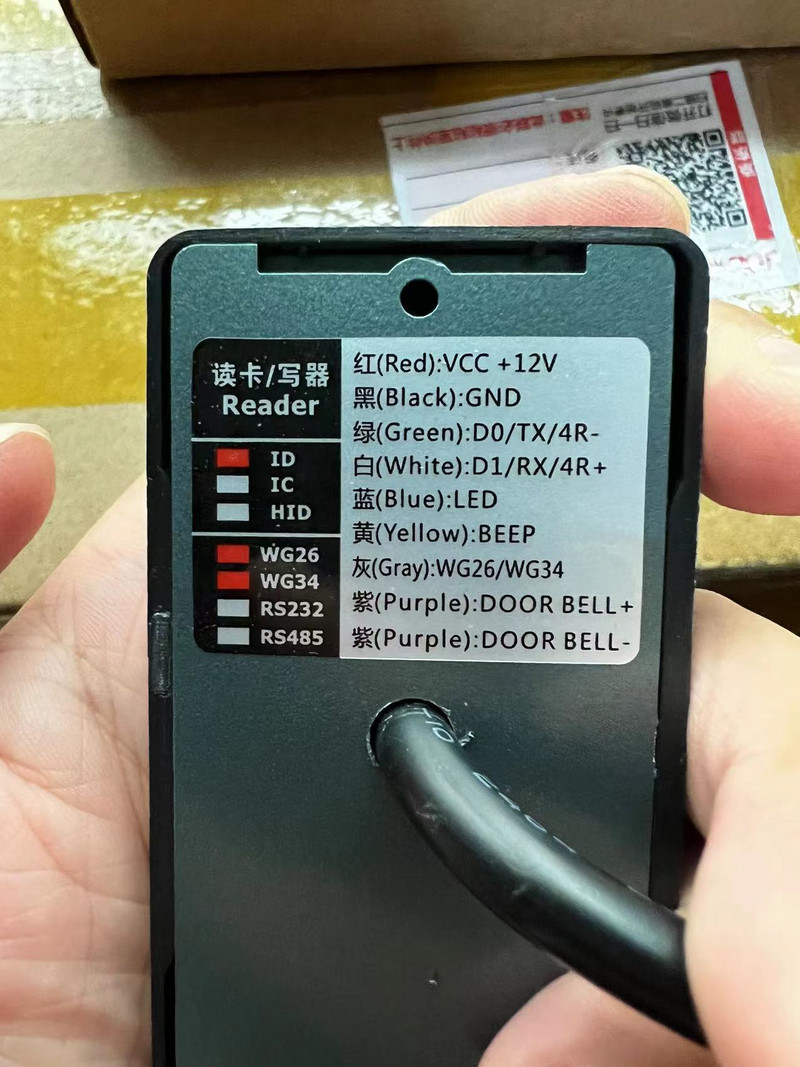 读卡/写器
Reader
ID
IC
HID
WG26
WG34
RS232
RS485
红(Red):VCC +12V
黑(Black):GND
绿(Green):D0/TX/4R-
白(White):D1/RX/4R+
蓝(Blue):LED
黄(Yellow):BEEP
灰(Gray):WG26/WG34
紫(Purple):DOOR BELL+
紫(Purple):DOOR BELL-